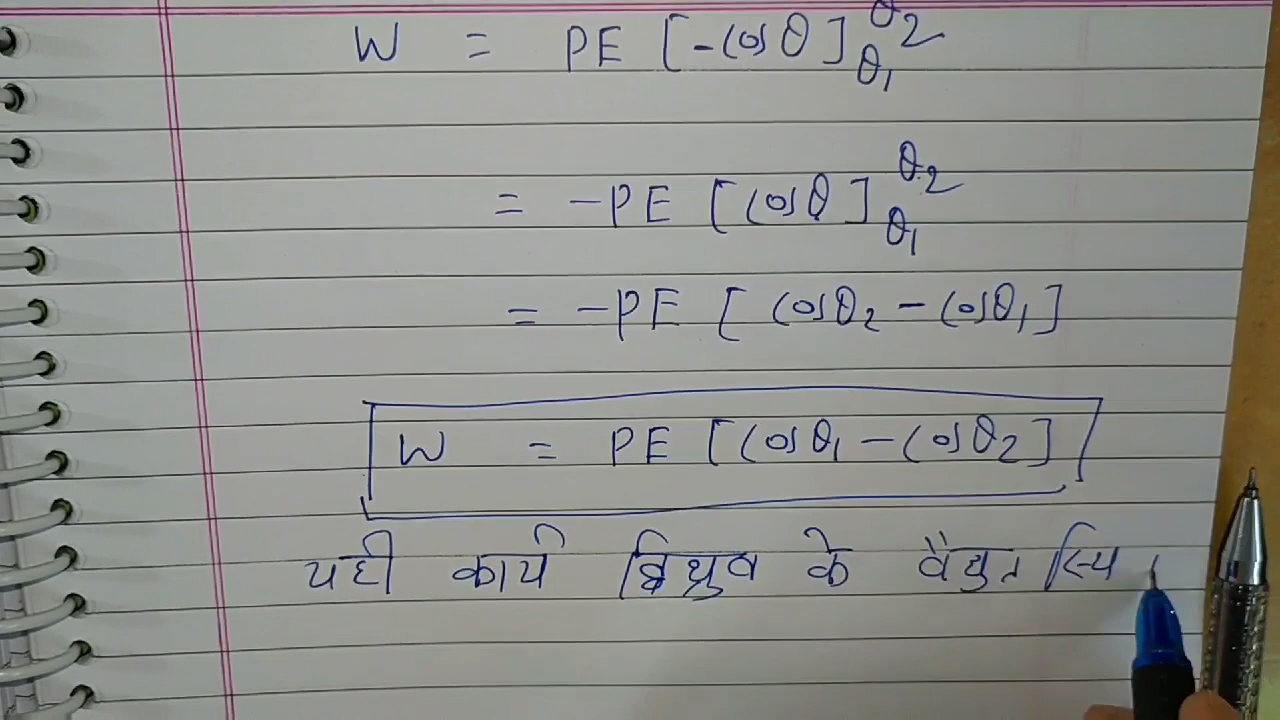 W = PE [-cosθ]θ₁θ₂
= -PE [cosθ]θ₁θ₂
= -PE [cosθ₂ - cosθ₁]
W = PE [cosθ₁ - cosθ₂]
यही कार्य द्विध्रुव के वैद्युत स्थि